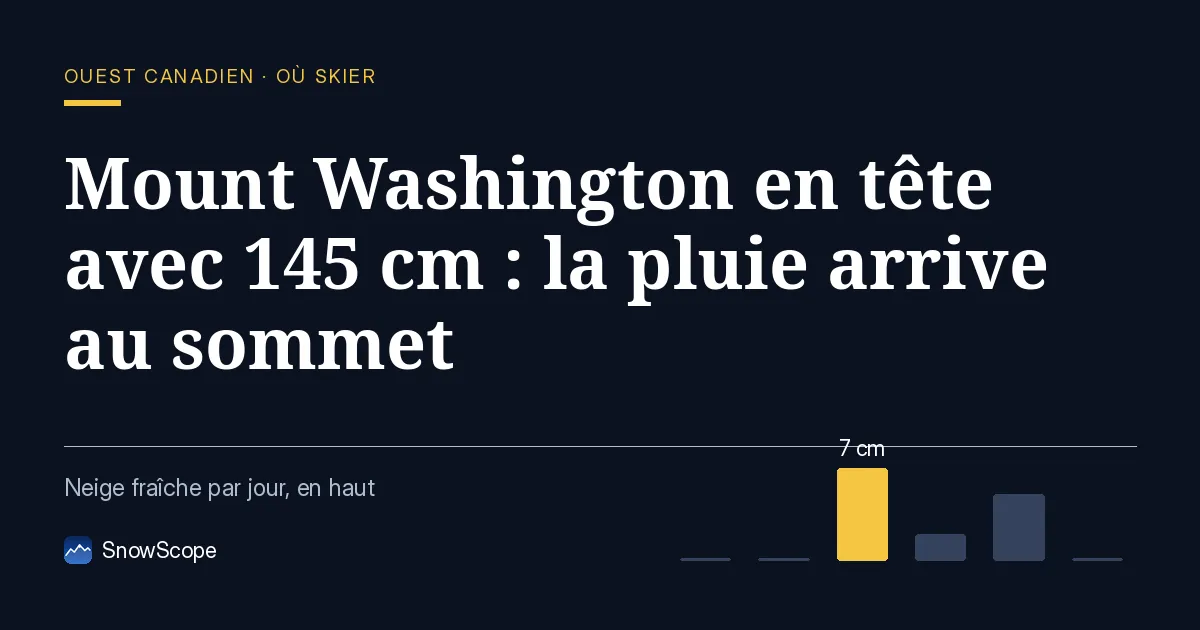 OUEST CANADIEN · OÙ SKIER
Mount Washington en tête
avec 145 cm : la pluie arrive
au sommet
7 cm
Neige fraîche par jour, en haut
SnowScope